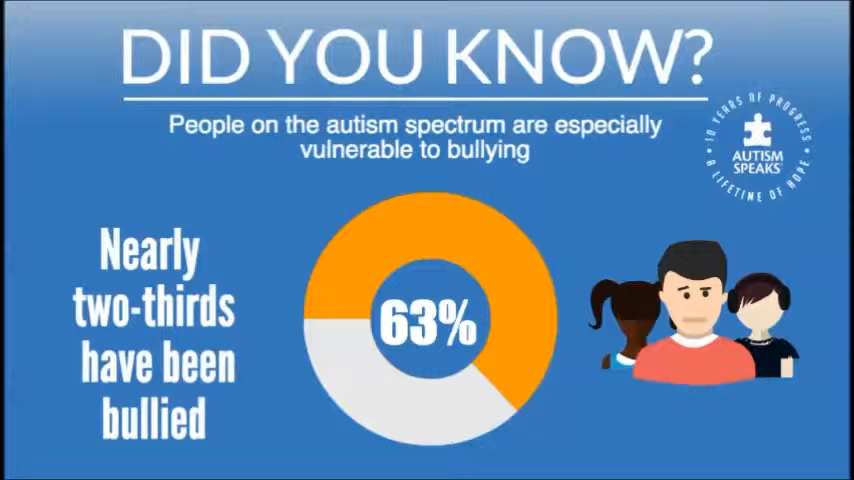 DID YOU KNOW?
People on the autism spectrum are especially
vulnerable to bullying
10 YEARS OF PROGRESS
AUTISM
SPEAKS
A LIFETIME OF HOPE
Nearly
two-thirds
have been
bullied
63%